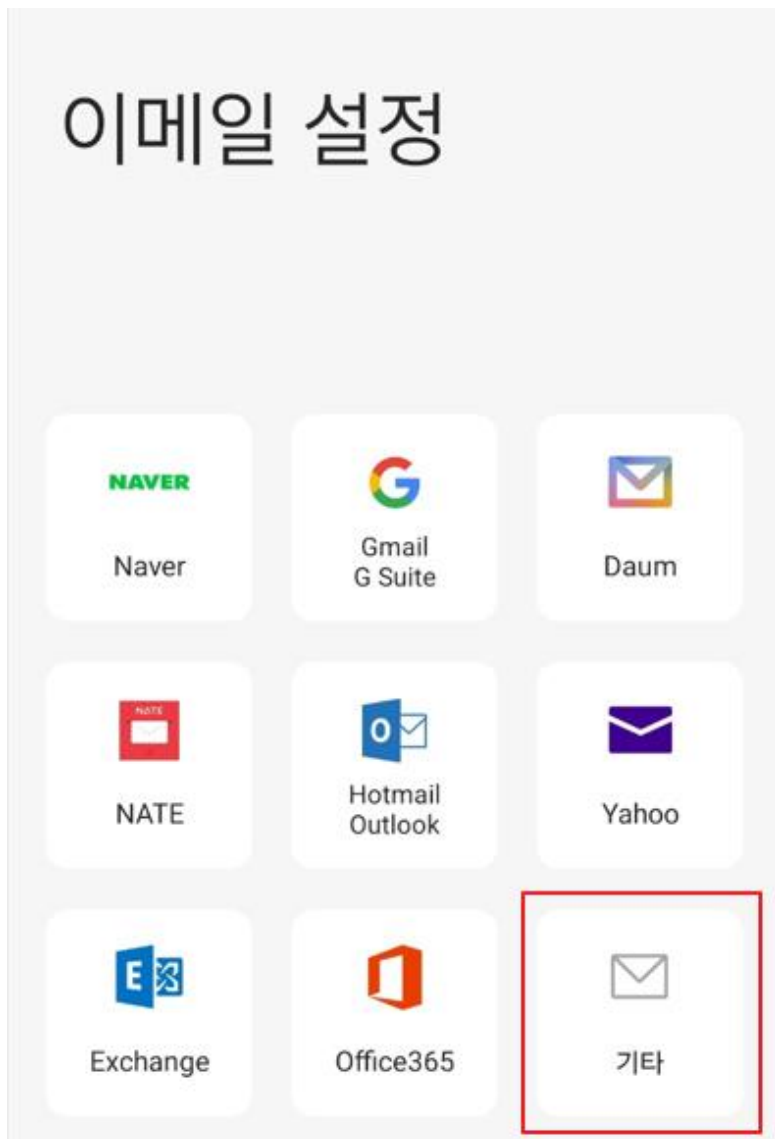 이메일 설정
NAVER
Naver
Gmail
G Suite
Daum
NATE
NATE
Hotmail
Outlook
Yahoo
Exchange
Office365
기타